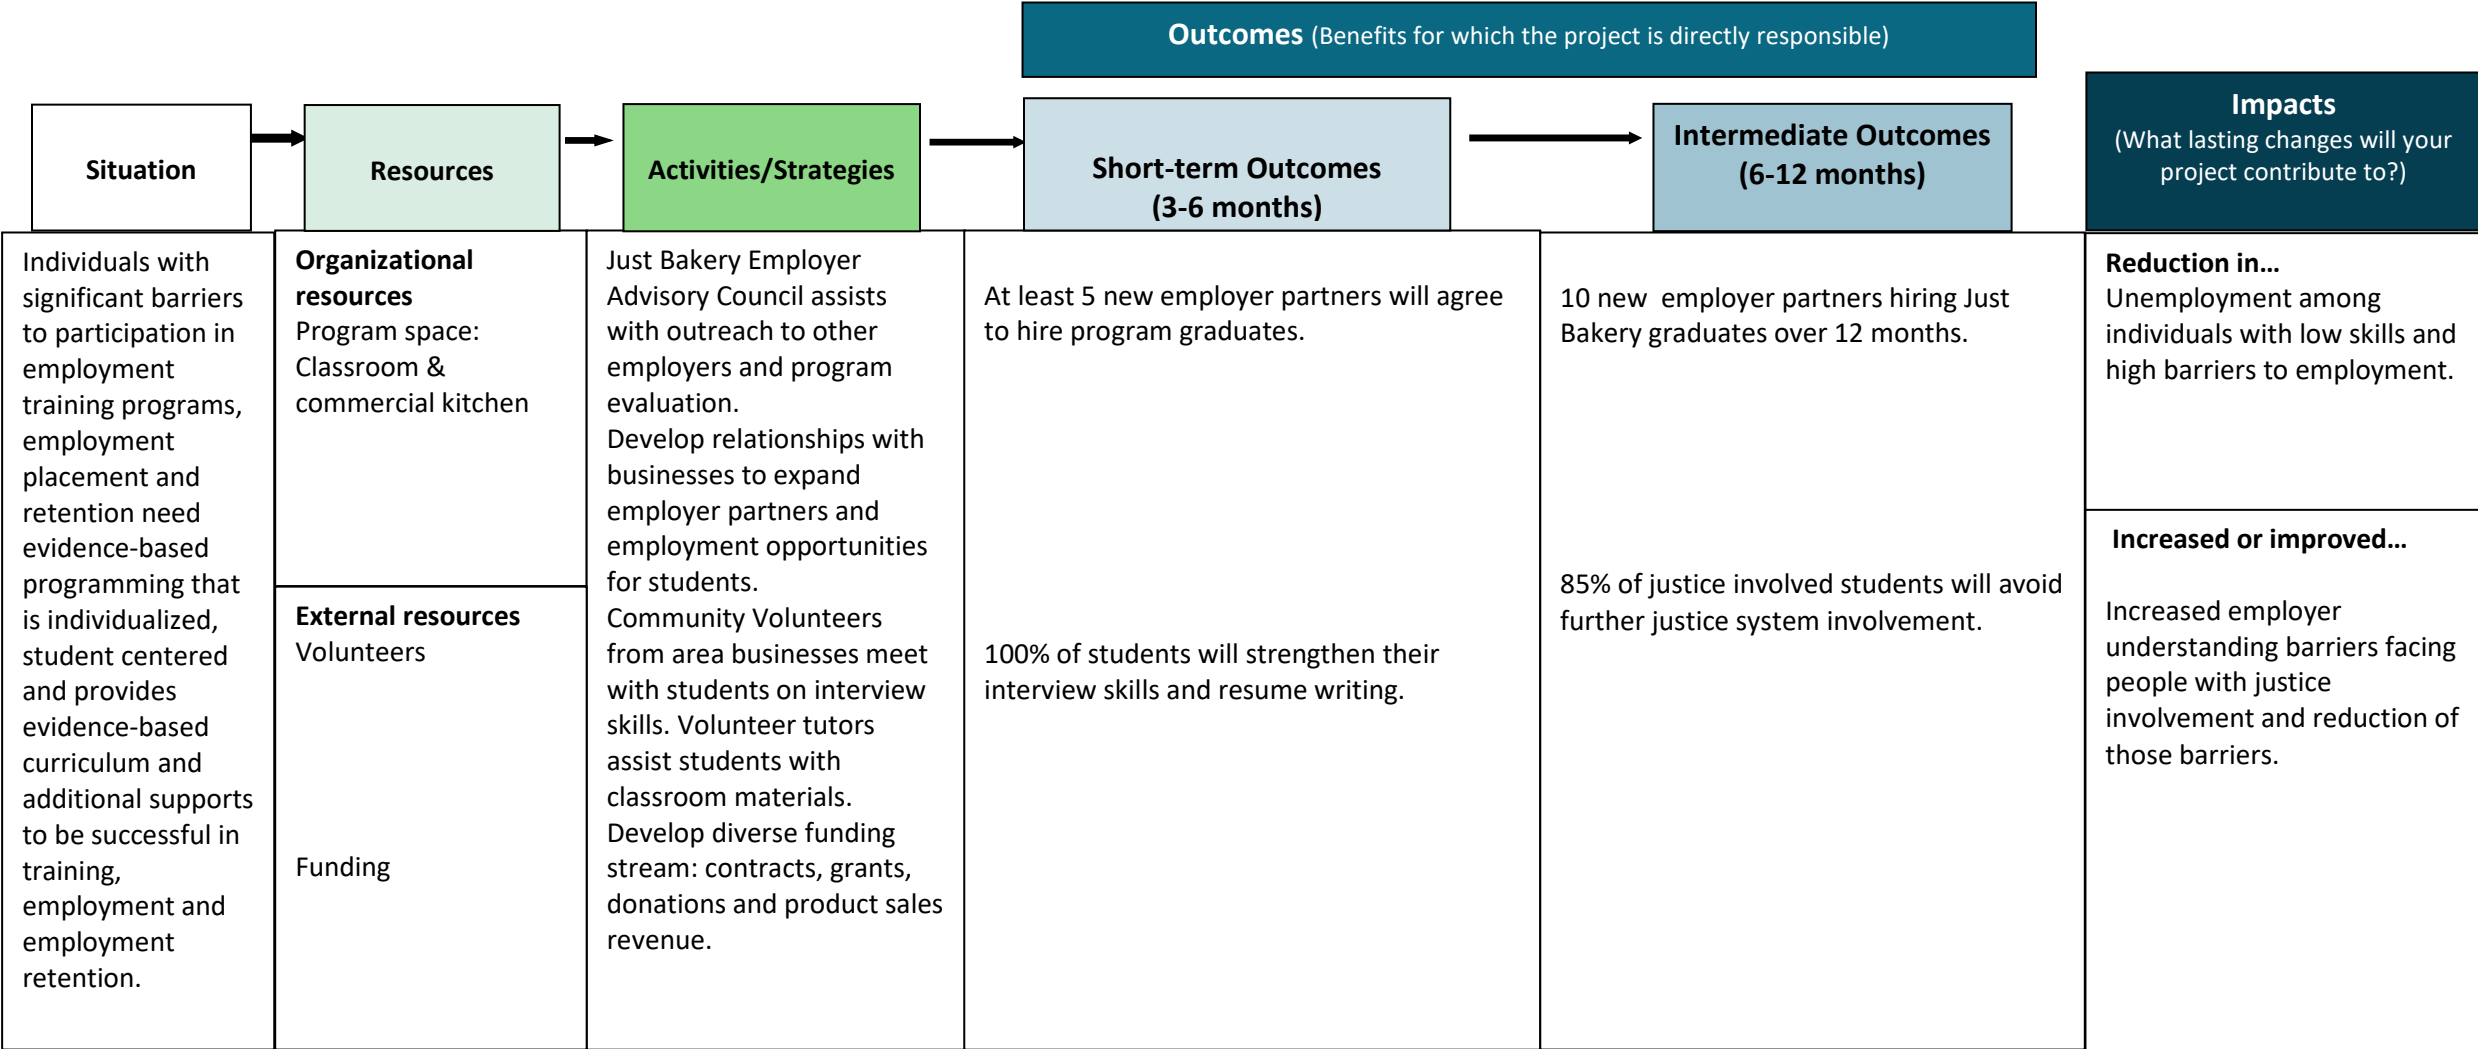 Outcomes (Benefits for which the project is directly responsible)
Situation
Resources
Activities/Strategies
Short-term Outcomes
(3-6 months)
Intermediate Outcomes
(6-12 months)
Impacts
(What lasting changes will your
project contribute to?)
Individuals with
significant barriers
to participation in
employment
training programs,
employment
placement and
retention need
evidence-based
programming that
is individualized,
student centered
and provides
evidence-based
curriculum and
additional supports
to be successful in
training,
employment and
employment
retention.
Organizational
resources
Program space:
Classroom &
commercial kitchen
External resources
Volunteers
Funding
Just Bakery Employer
Advisory Council assists
with outreach to other
employers and program
evaluation.
Develop relationships with
businesses to expand
employer partners and
employment opportunities
for students.
Community Volunteers
from area businesses meet
with students on interview
skills. Volunteer tutors
assist students with
classroom materials.
Develop diverse funding
stream: contracts, grants,
donations and product sales
revenue.
At least 5 new employer partners will agree
to hire program graduates.
100% of students will strengthen their
interview skills and resume writing.
10 new  employer partners hiring Just
Bakery graduates over 12 months.
85% of justice involved students will avoid
further justice system involvement.
Reduction in…
Unemployment among
individuals with low skills and
high barriers to employment.
Increased or improved…
Increased employer
understanding barriers facing
people with justice
involvement and reduction of
those barriers.